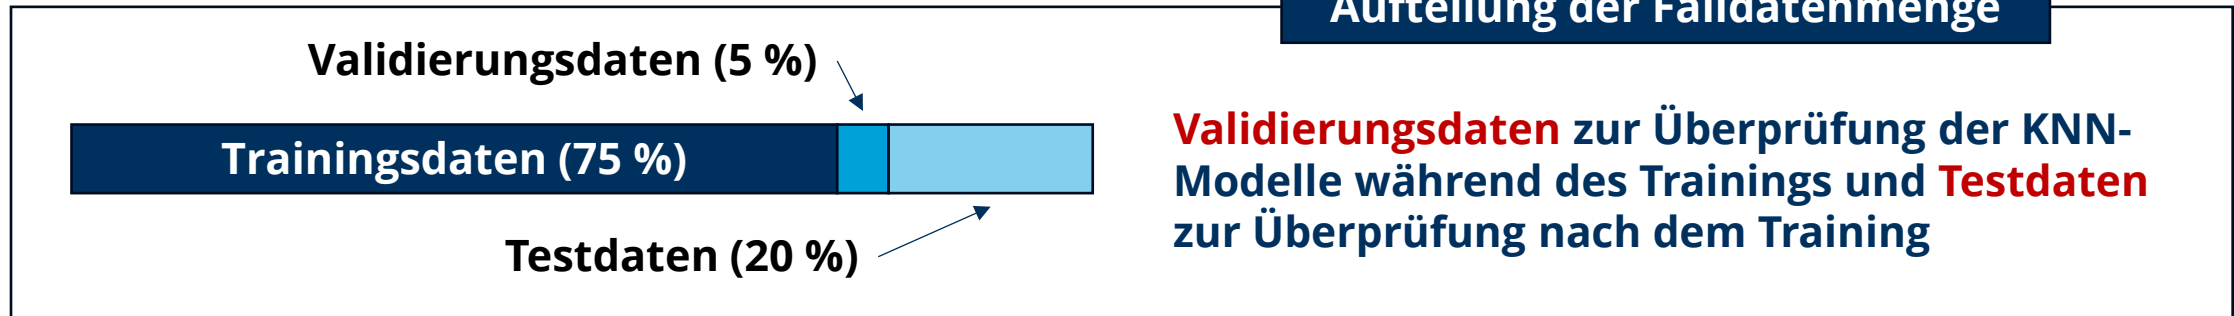 Aufteilung der Falldatenmenge
Validierungsdaten (5 %)
Trainingsdaten (75 %)
Testdaten (20 %)
Validierungsdaten zur Überprüfung der KNN-
Modelle während des Trainings und Testdaten
zur Überprüfung nach dem Training